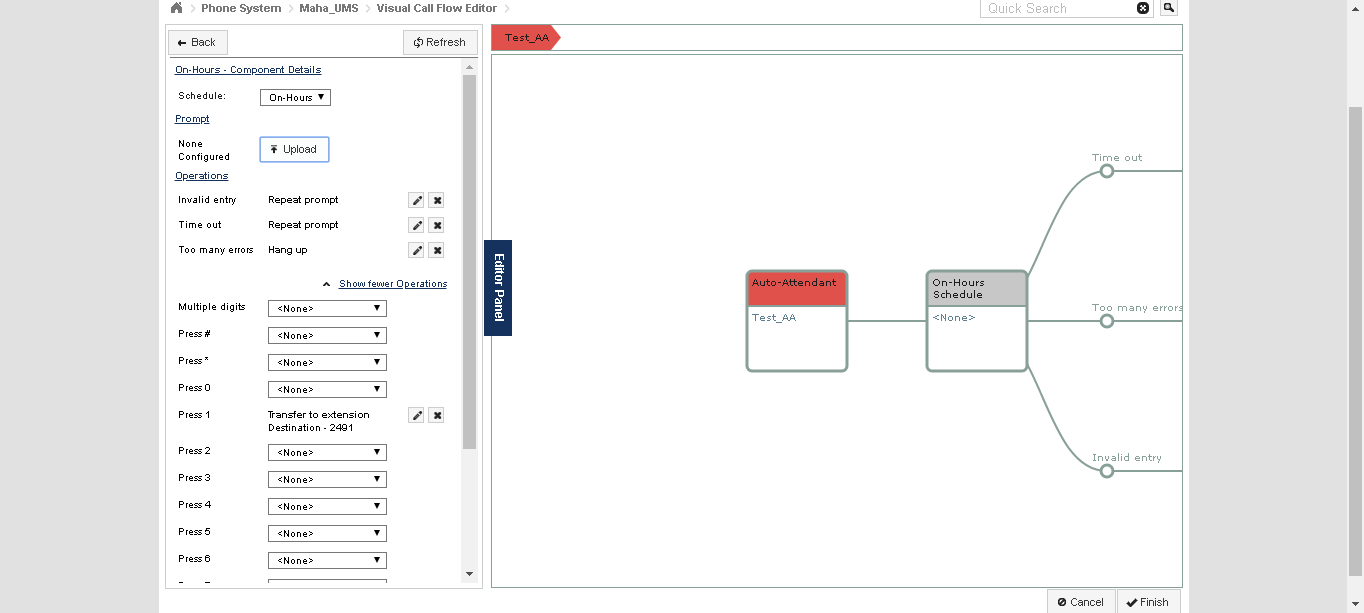 Phone System Maha_UMS Visual Call Flow Editor
Quick Search
Back
Refresh
On-Hours - Component Details
Schedule: On-Hours
Prompt
None
Configured
Upload
Operations
Invalid entry Repeat prompt
Time out Repeat prompt
Too many errors Hang up
Show fewer Operations
Multiple digits <None>
Press # <None>
Press * <None>
Press 0 <None>
Press 1 Transfer to extension
Destination - 2491
Press 2 <None>
Press 3 <None>
Press 4 <None>
Press 5 <None>
Press 6 <None>
Editor Panel
Test_AA
Auto-Attendant
Test_AA
On-Hours
Schedule
<None>
Time out
Too many errors
Invalid entry
Cancel
Finish